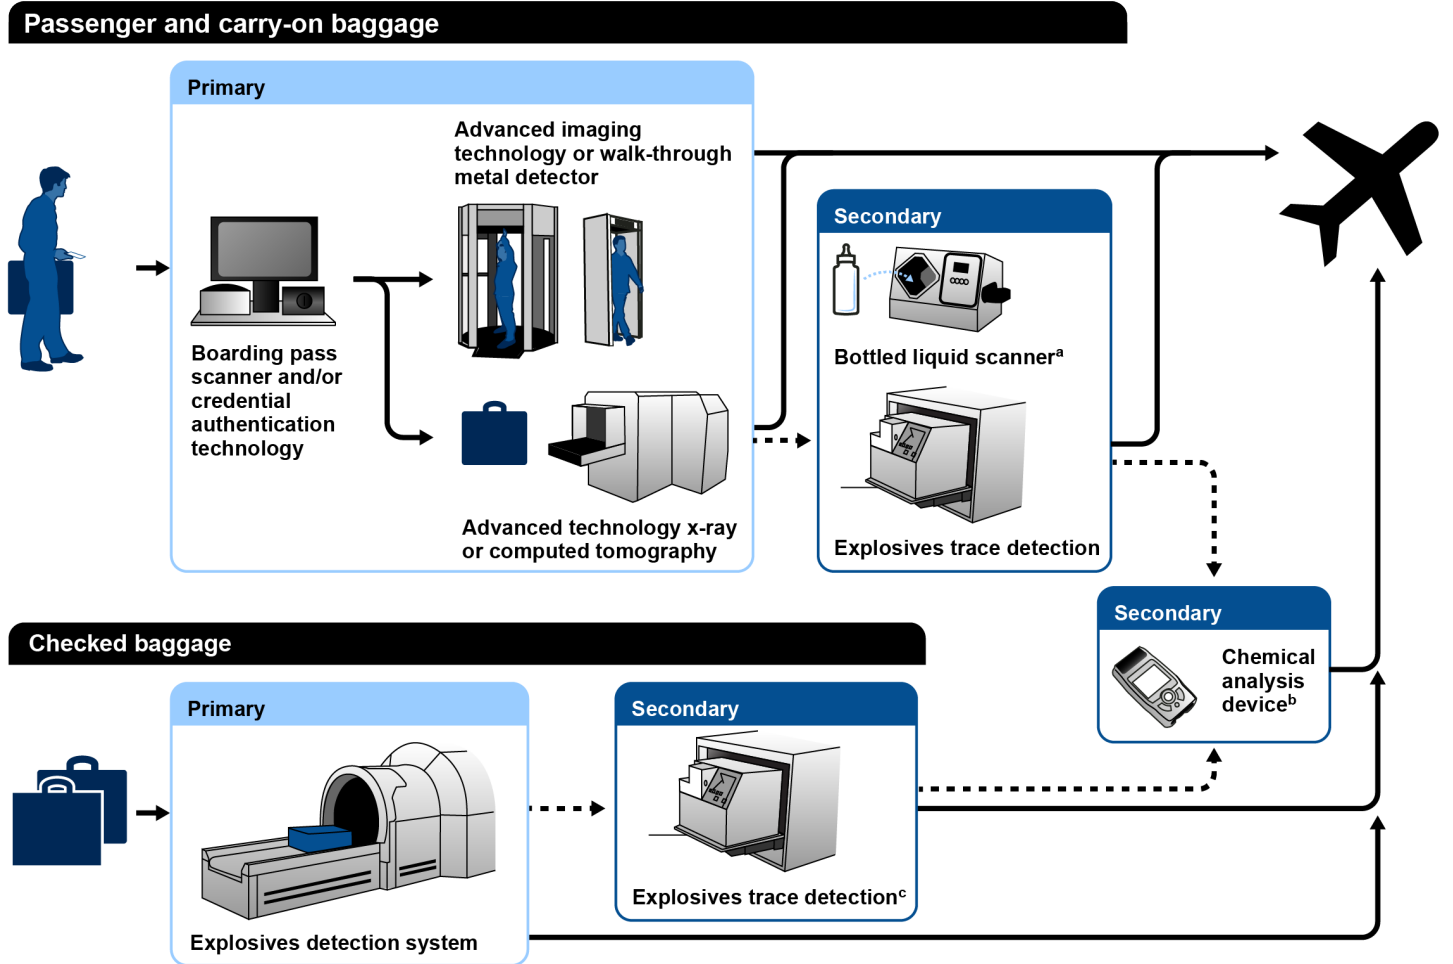 Passenger and carry-on baggage
Primary
Advanced imaging
technology or walk-through
metal detector
Boarding pass
scanner and/or
credential
authentication
technology
Advanced technology x-ray
or computed tomography
Secondary
Bottled liquid scannerᵃ
Explosives trace detection
Secondary
Chemical
analysis
deviceᵇ
Checked baggage
Primary
Explosives detection system
Secondary
Explosives trace detectionᶜ